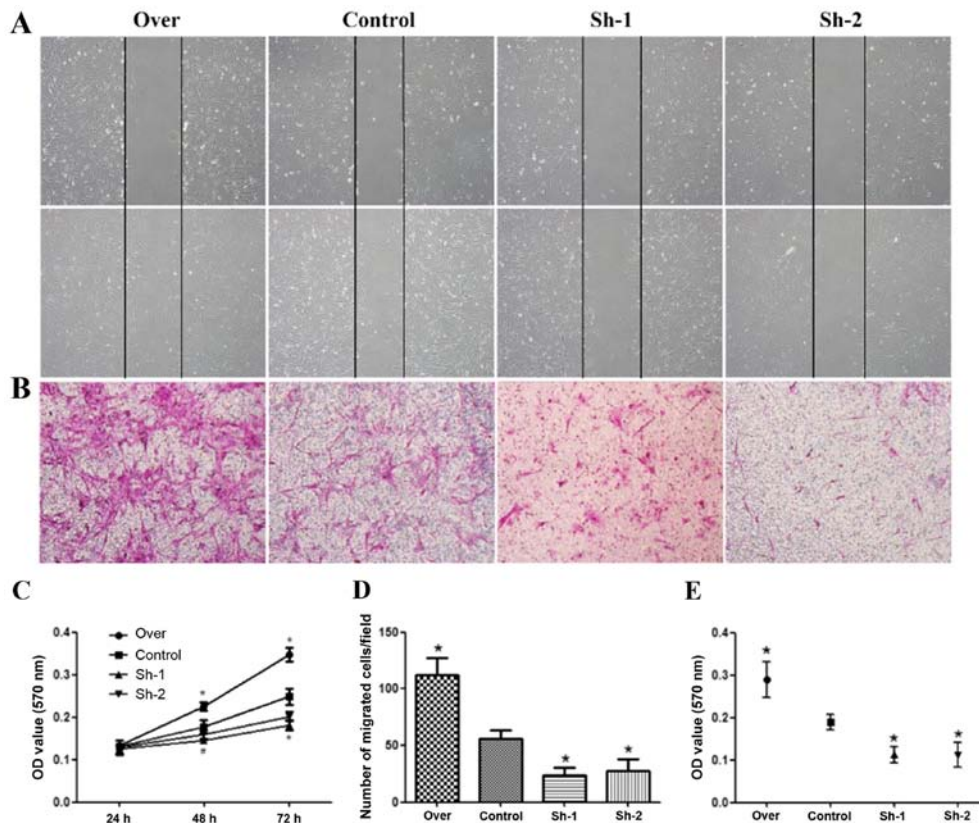 A
Over
Control
Sh-1
Sh-2
B
C
OD value (570 nm)
0.4
0.3
0.2
0.1
0.0
Over
Control
Sh-1
Sh-2
*
*
*
*
24 h
48 h
72 h
D
Number of migrated cells/field
150
100
50
0
*
*
*
Over
Control
Sh-1
Sh-2
E
OD value (570 nm)
0.4
0.3
0.2
0.1
0.0
*
*
*
Over
Control
Sh-1
Sh-2